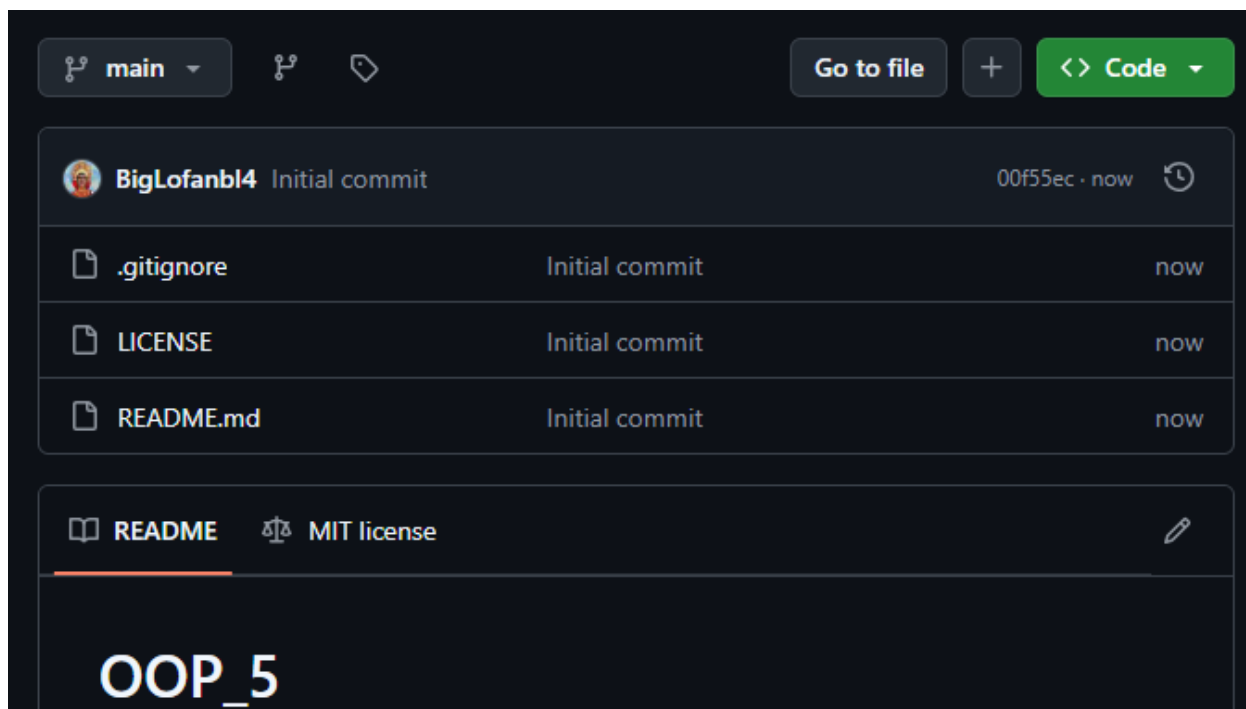 main Go to file + <> Code
BigLofanbl4 Initial commit 00f55ec · now
.gitignore Initial commit now
LICENSE Initial commit now
README.md Initial commit now
README MIT license
OOP_5